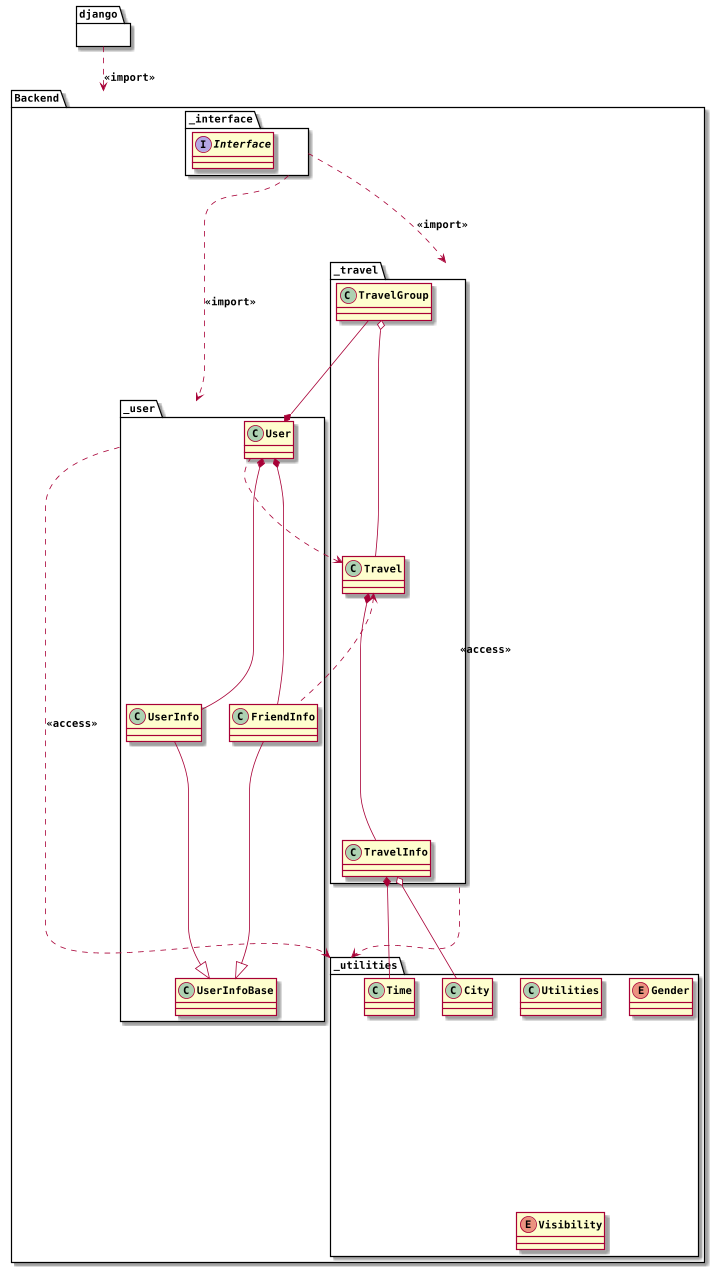 django
«import»
Backend
_interface
I Interface
«import»
_travel
C TravelGroup
«import»
_user
C User
C Travel
«access»
C UserInfo
C FriendInfo
«access»
C TravelInfo
_utilities
C UserInfoBase
C Time
C City
C Utilities
E Gender
E Visibility